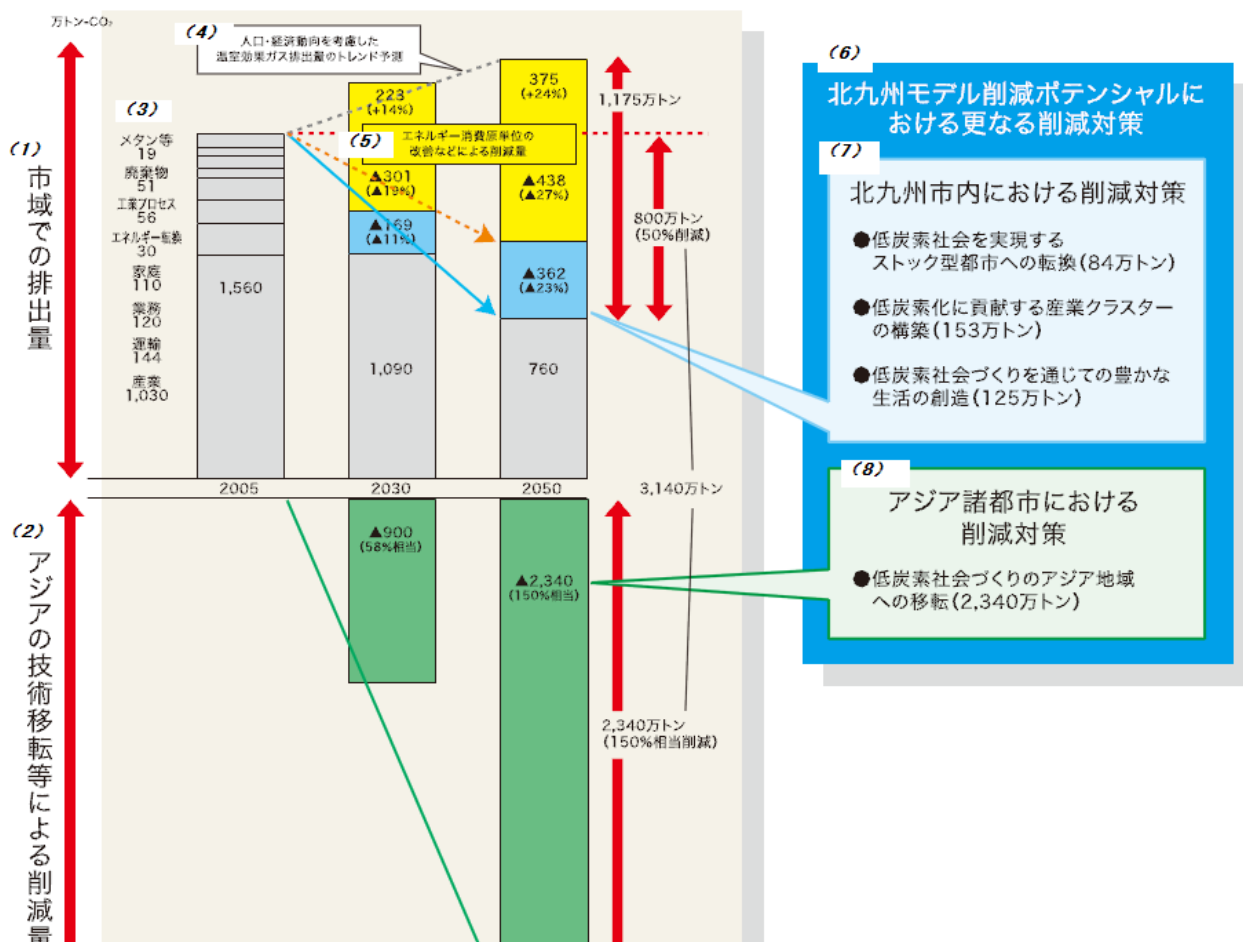 万トン-CO₂
(1)
市域での排出量
(2)
アジアの技術移転等による削減量
(3)
メタン等
19
廃棄物
51
工業プロセス
56
エネルギー転換
30
家庭
110
業務
120
運輸
144
産業
1,030
(4)
人口・経済動向を考慮した
温室効果ガス排出量のトレンド予測
(5)
エネルギー消費原単位の
改善などによる削減量
1,560
223
(+14%)
▲301
(▲19%)
▲169
(▲11%)
1,090
375
(+24%)
▲438
(▲27%)
▲362
(▲23%)
760
1,175万トン
800万トン
(50%削減)
2005
2030
2050
3,140万トン
▲900
(58%相当)
▲2,340
(150%相当)
2,340万トン
(150%相当削減)
(6)
北九州モデル削減ポテンシャルに
おける更なる削減対策
(7)
北九州市内における削減対策
●低炭素社会を実現する
ストック型都市への転換(84万トン)
●低炭素化に貢献する産業クラスター
の構築(153万トン)
●低炭素社会づくりを通じての豊かな
生活の創造(125万トン)
(8)
アジア諸都市における
削減対策
●低炭素社会づくりのアジア地域
への移転(2,340万トン)